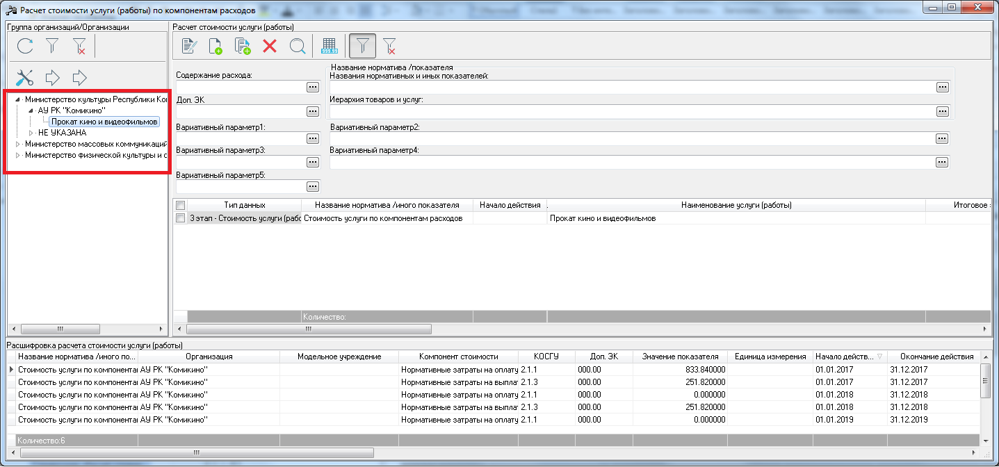 Расчет стоимости услуги (работы) по компонентам расходов
Группа организаций/Организации
Министерство культуры Республики Ко
АУ РК "Комикино"
Прокат кино и видеофильмов
НЕ УКАЗАНА
Министерство массовых коммуникаций
Министерство физической культуры и с
Расчет стоимости услуги (работы)
999.99
Содержание расхода:
Название норматива /показателя
Названия нормативных и иных показателей:
Доп. ЭК
Иерархия товаров и услуг:
Вариативный параметр1:
Вариативный параметр2:
Вариативный параметр3:
Вариативный параметр4:
Вариативный параметр5:
Тип данных Название норматива /иного показателя Начало действия . Наименование услуги (работы) Итоговое
3 этап - Стоимость услуги (рабо Стоимость услуги по компонентам расходов Прокат кино и видеофильмов
Количество:
Расшифровка расчета стоимости услуги (работы)
Название норматива /иного по... Организация Модельное учреждение Компонент стоимости КОСГУ Доп. ЭК Значение показателя Единица измерения Начало действ... Окончание действия
Стоимость услуги по компонента АУ РК "Комикино" Нормативные затраты на оплату 2.1.1 000.00 833.840000 01.01.2017 31.12.2017
Стоимость услуги по компонента АУ РК "Комикино" Нормативные затраты на выплат 2.1.3 000.00 251.820000 01.01.2017 31.12.2017
Стоимость услуги по компонента АУ РК "Комикино" Нормативные затраты на оплату 2.1.1 000.00 0.000000 01.01.2018 31.12.2018
Стоимость услуги по компонента АУ РК "Комикино" Нормативные затраты на выплат 2.1.3 000.00 251.820000 01.01.2018 31.12.2018
Стоимость услуги по компонента АУ РК "Комикино" Нормативные затраты на оплату 2.1.1 000.00 0.000000 01.01.2019 31.12.2019
Количество:6